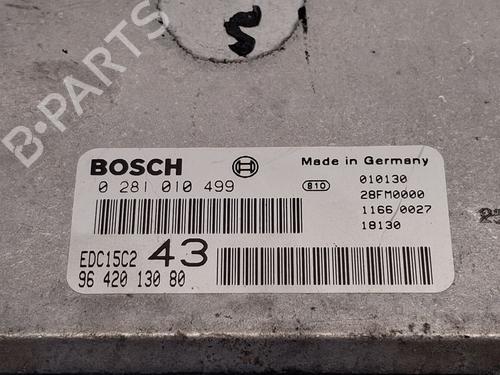 S
B·PARTS
BOSCH
Made in Germany
0 281 010 499
810
010130
28FM0000
1166 0027
18130
EDC15C2 43
96 420 130 80